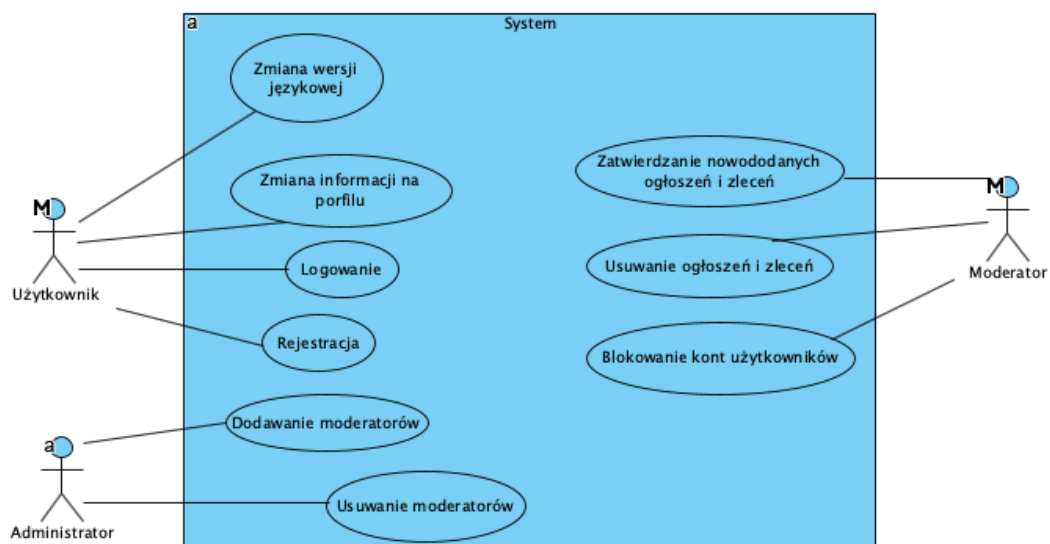 a
System
Zmiana wersji
językowej
Zatwierdzanie nowododanych
ogłoszeń i zleceń
Zmiana informacji na
porfilu
M
Użytkownik
M
Moderator
Logowanie
Usuwanie ogłoszeń i zleceń
Rejestracja
Blokowanie kont użytkowników
Dodawanie moderatorów
a
Administrator
Usuwanie moderatorów